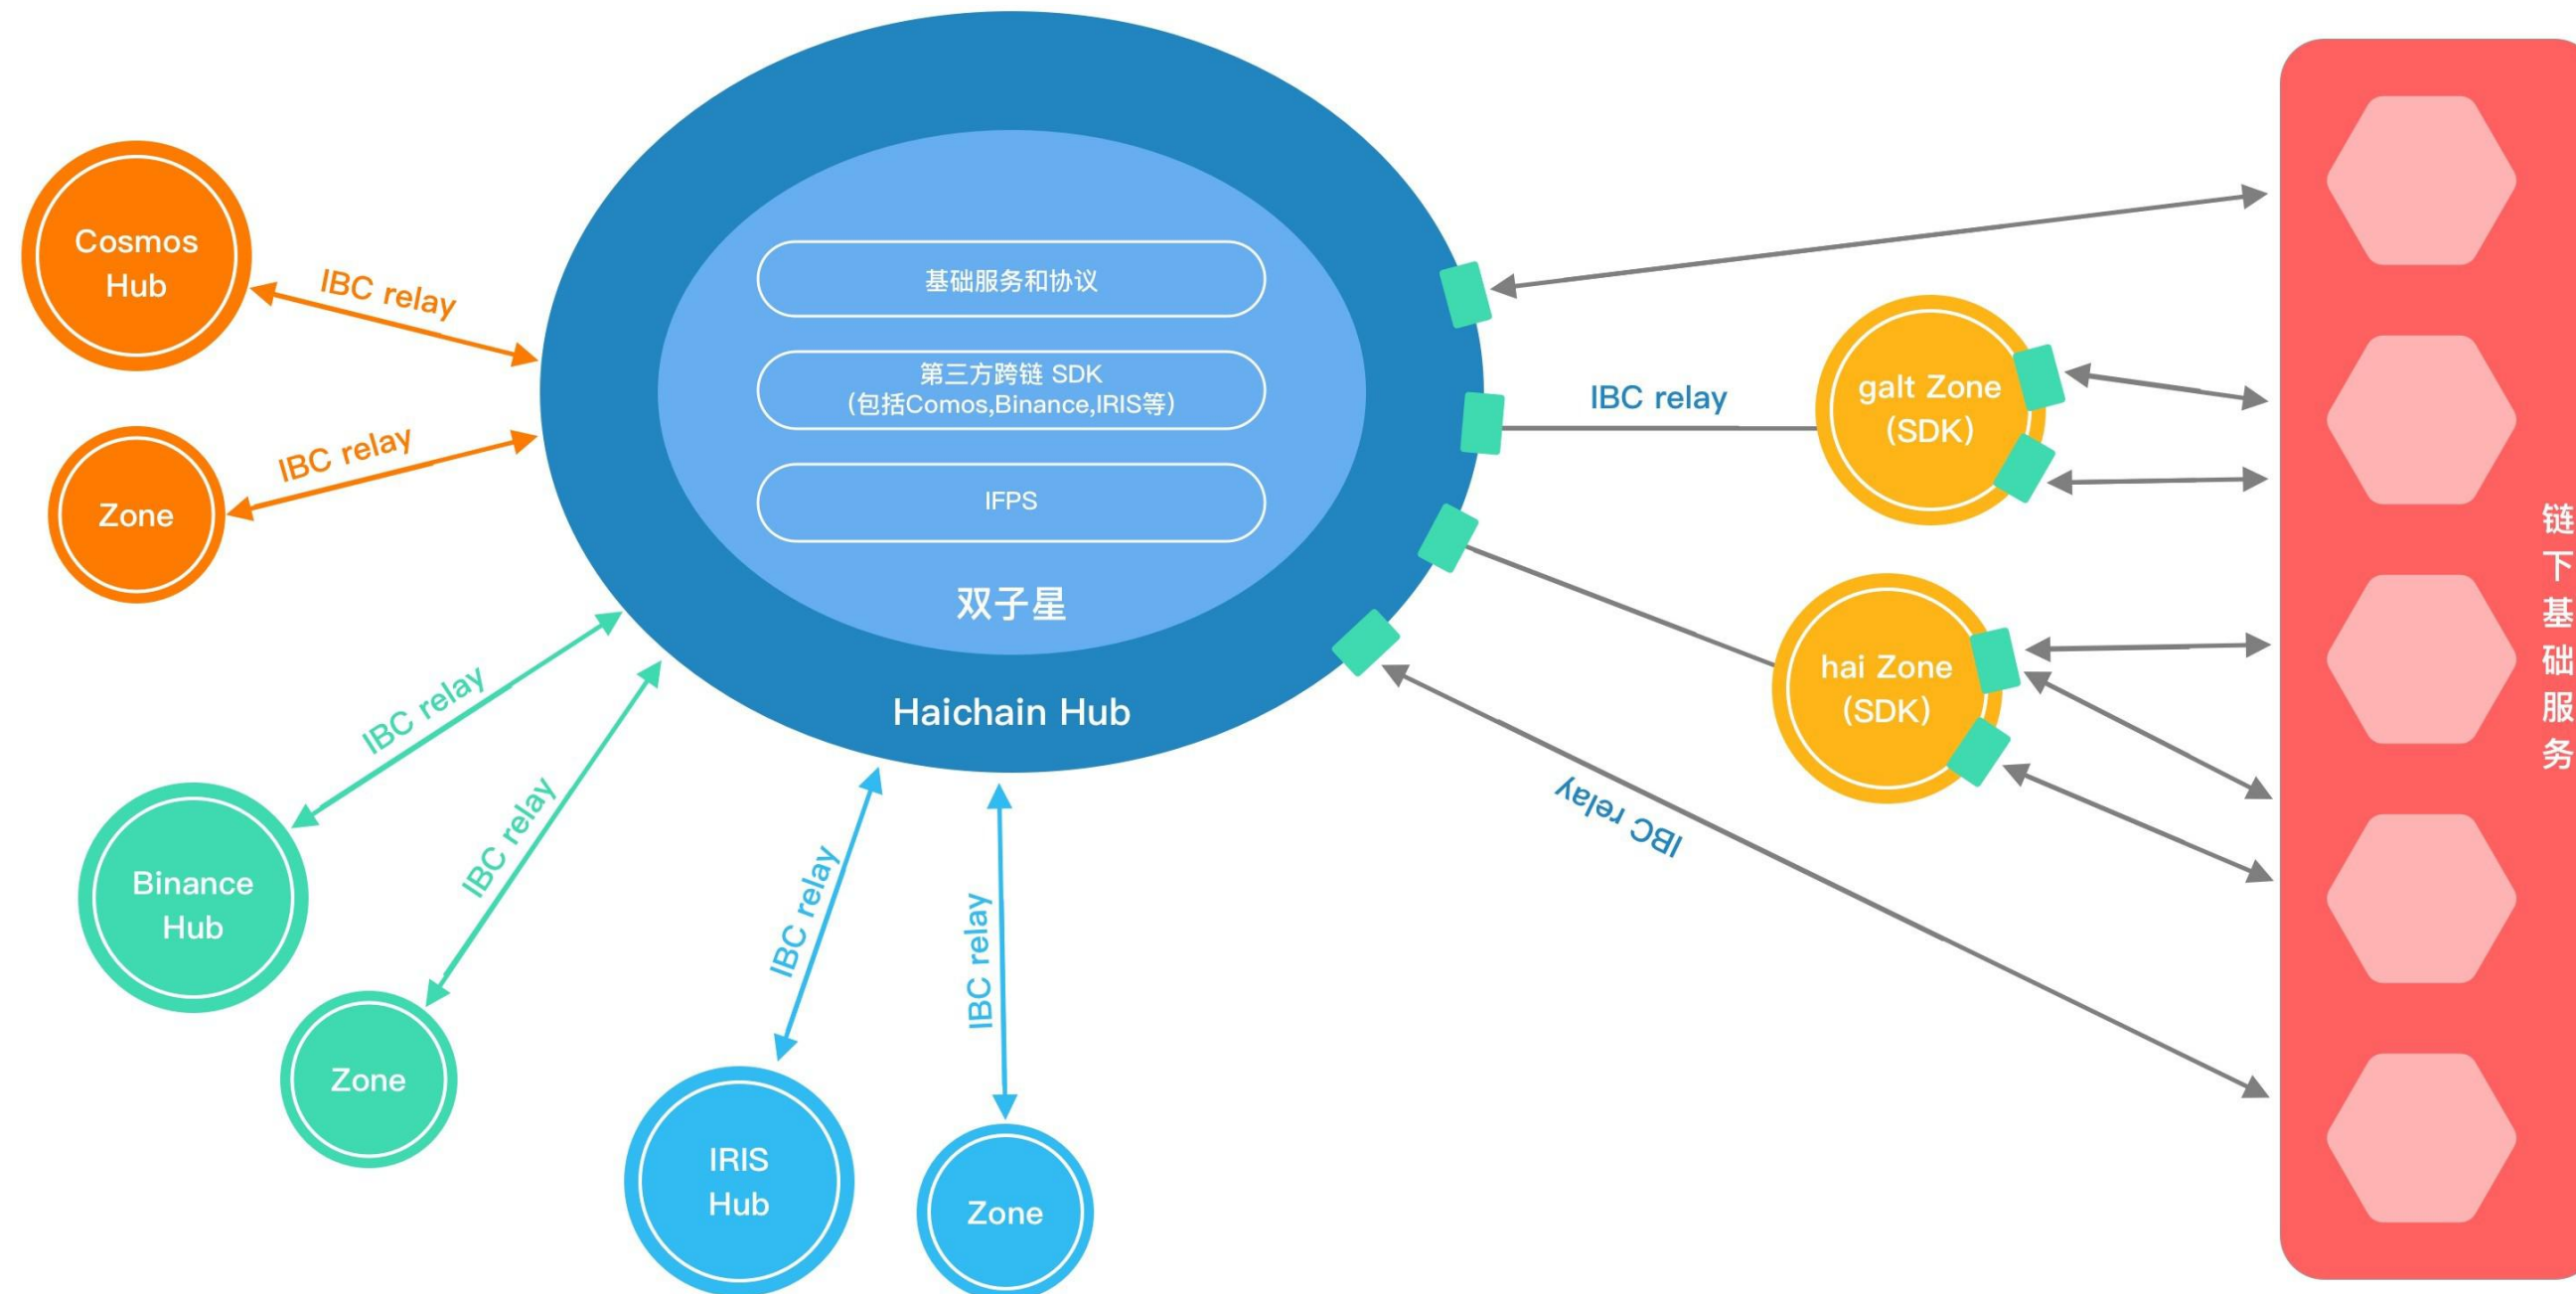 Cosmos
Hub
IBC relay
Zone
IBC relay
Binance
Hub
IBC relay
Zone
IBC relay
IRIS
Hub
IBC relay
Zone
IBC relay
基础服务和协议
第三方跨链 SDK
(包括Comos,Binance,IRIS等)
IFPS
双子星
Haichain Hub
IBC relay
galt Zone
(SDK)
hai Zone
(SDK)
IBC relay
链下基础服务